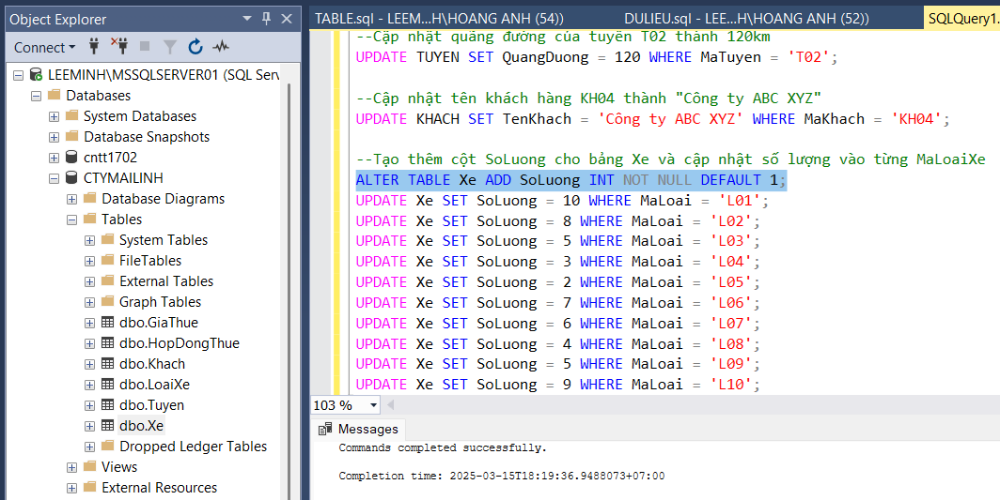 Object Explorer
Connect
LEEMINH\MSSQLSERVER01 (SQL Serv
Databases
System Databases
Database Snapshots
cntt1702
CTYMAILINH
Database Diagrams
Tables
System Tables
FileTables
External Tables
Graph Tables
dbo.GiaThue
dbo.HopDongThue
dbo.Khach
dbo.LoaiXe
dbo.Tuyen
dbo.Xe
Dropped Ledger Tables
Views
External Resources
TABLE.sql - LEEM...H\HOANG ANH (54))
DULIEU.sql - LEE...H\HOANG ANH (52))
SQLQuery1.
--Cập nhật quãng đường của tuyến T02 thành 120km
UPDATE TUYEN SET QuangDuong = 120 WHERE MaTuyen = 'T02';
--Cập nhật tên khách hàng KH04 thành "Công ty ABC XYZ"
UPDATE KHACH SET TenKhach = 'Công ty ABC XYZ' WHERE MaKhach = 'KH04';
--Tạo thêm cột SoLuong cho bảng Xe và cập nhật số lượng vào từng MaLoaiXe
ALTER TABLE Xe ADD SoLuong INT NOT NULL DEFAULT 1;
UPDATE Xe SET SoLuong = 10 WHERE MaLoai = 'L01';
UPDATE Xe SET SoLuong = 8 WHERE MaLoai = 'L02';
UPDATE Xe SET SoLuong = 5 WHERE MaLoai = 'L03';
UPDATE Xe SET SoLuong = 3 WHERE MaLoai = 'L04';
UPDATE Xe SET SoLuong = 2 WHERE MaLoai = 'L05';
UPDATE Xe SET SoLuong = 7 WHERE MaLoai = 'L06';
UPDATE Xe SET SoLuong = 6 WHERE MaLoai = 'L07';
UPDATE Xe SET SoLuong = 4 WHERE MaLoai = 'L08';
UPDATE Xe SET SoLuong = 5 WHERE MaLoai = 'L09';
UPDATE Xe SET SoLuong = 9 WHERE MaLoai = 'L10';
103 %
Messages
Commands completed successfully.
Completion time: 2025-03-15T18:19:36.9488073+07:00